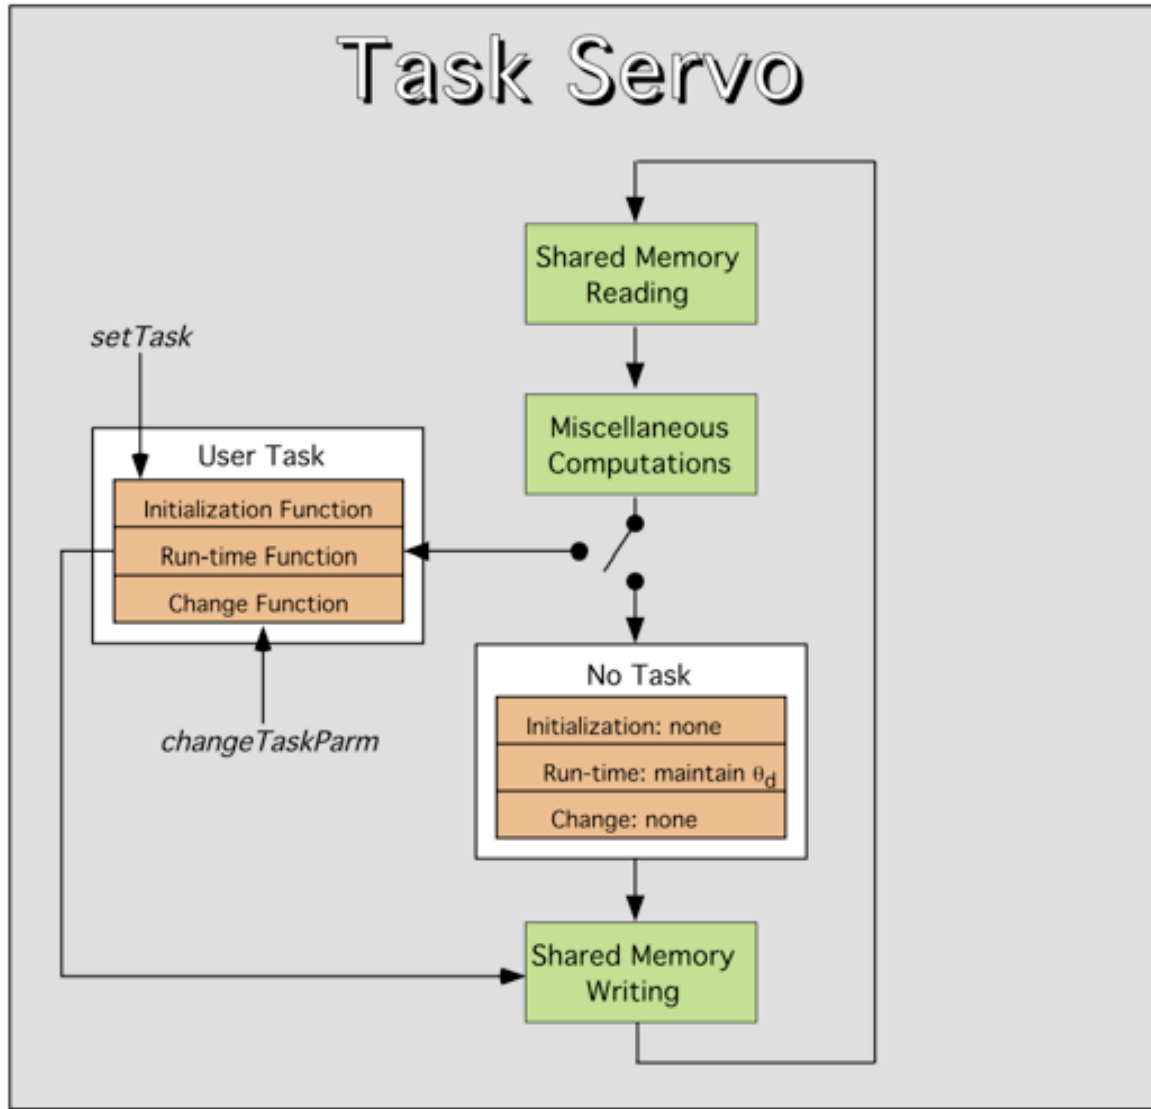 Task Servo
Shared Memory
Reading
setTask
Miscellaneous
Computations
User Task
Initialization Function
Run-time Function
Change Function
changeTaskParm
No Task
Initialization: none
Run-time: maintain θd
Change: none
Shared Memory
Writing